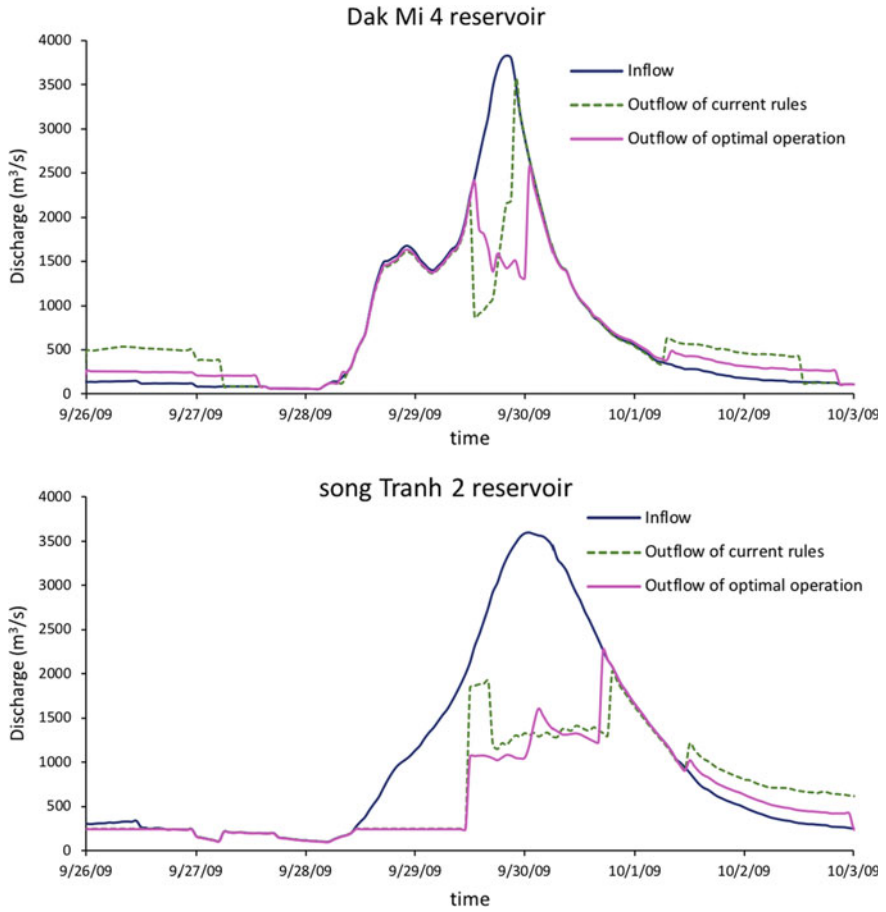 Dak Mi 4 reservoir
4000
3500
3000
2500
2000
1500
1000
500
0
Discharge (m³/s)
Inflow
Outflow of current rules
Outflow of optimal operation
9/26/09 9/27/09 9/28/09 9/29/09 9/30/09 10/1/09 10/2/09 10/3/09
time
song Tranh 2 reservoir
4000
3500
3000
2500
2000
1500
1000
500
0
Discharge (m³/s)
Inflow
Outflow of current rules
Outflow of optimal operation
9/26/09 9/27/09 9/28/09 9/29/09 9/30/09 10/1/09 10/2/09 10/3/09
time